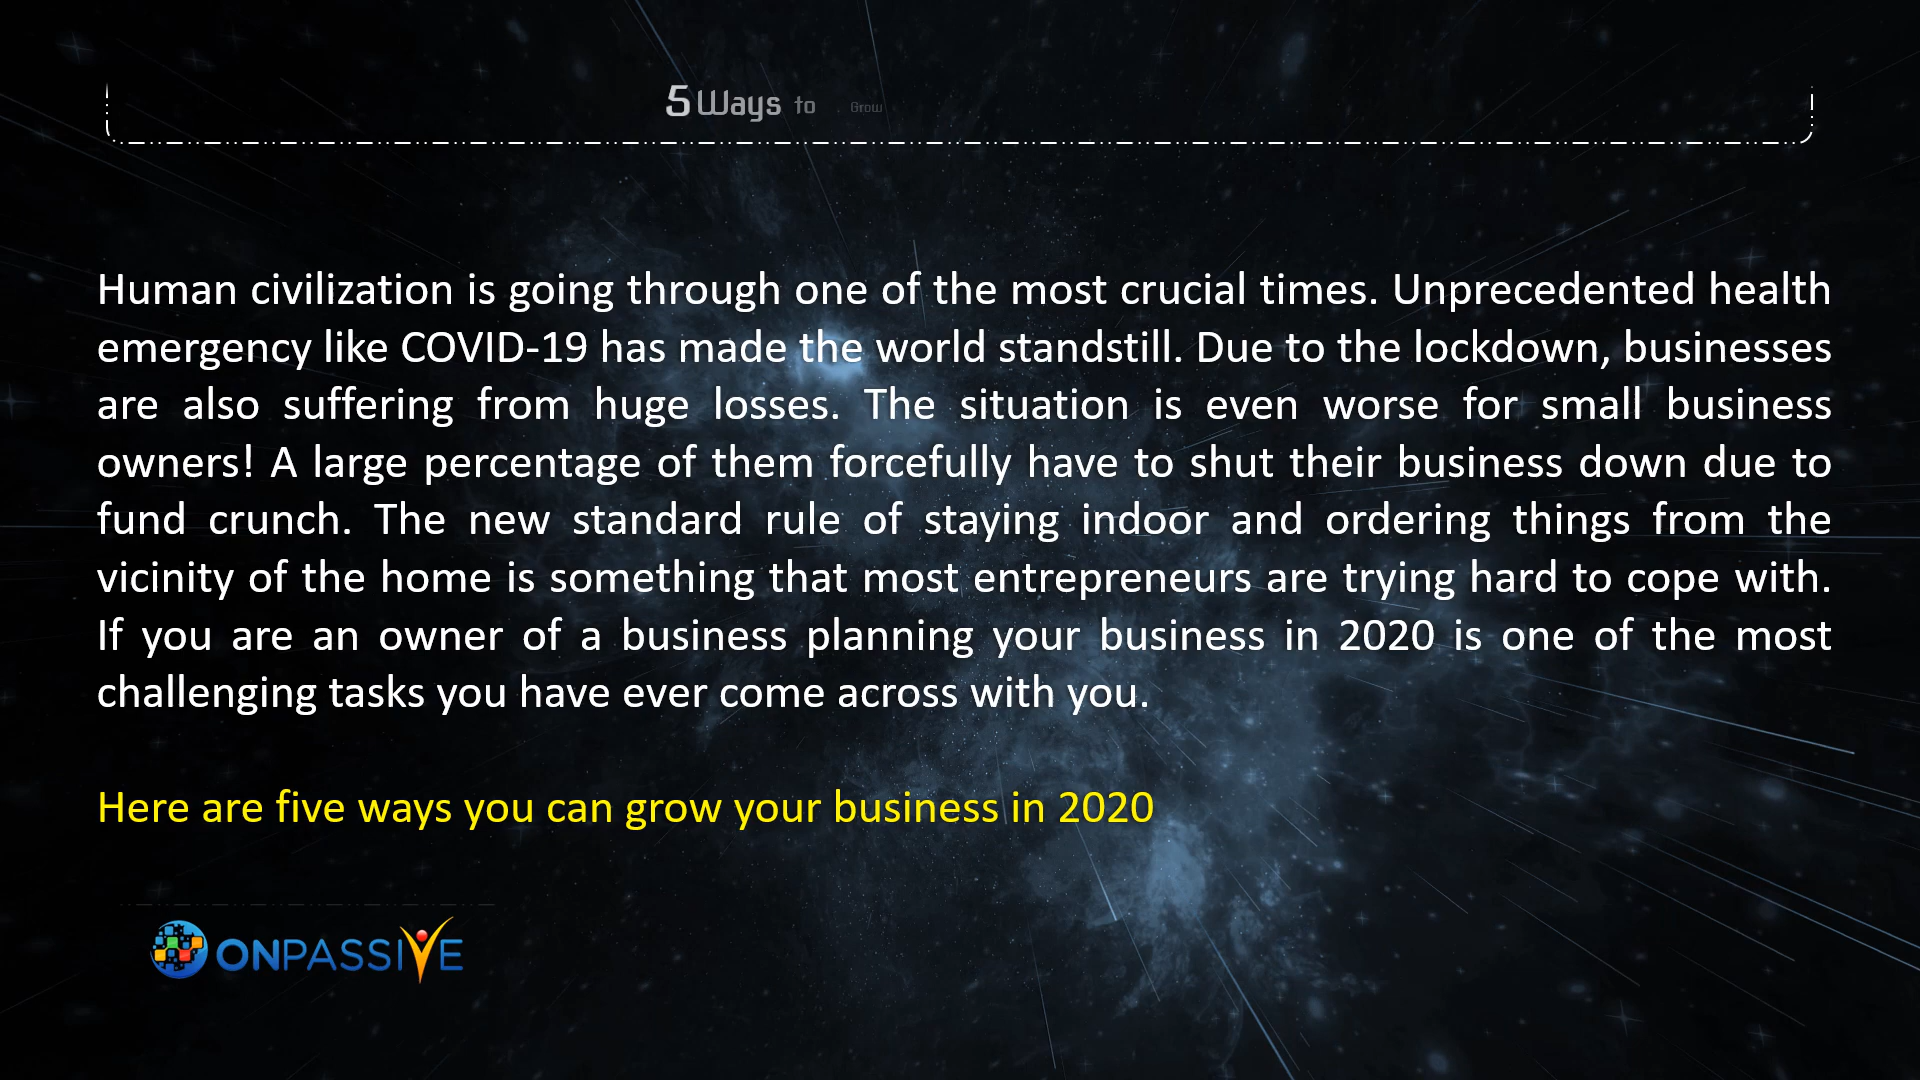 5 Ways to Grow
Human civilization is going through one of the most crucial times. Unprecedented health
emergency like COVID-19 has made the world standstill. Due to the lockdown, businesses
are also suffering from huge losses. The situation is even worse for small business
owners! A large percentage of them forcefully have to shut their business down due to
fund crunch. The new standard rule of staying indoor and ordering things from the
vicinity of the home is something that most entrepreneurs are trying hard to cope with.
If you are an owner of a business planning your business in 2020 is one of the most
challenging tasks you have ever come across with you.
Here are five ways you can grow your business in 2020
ONPASSIVE